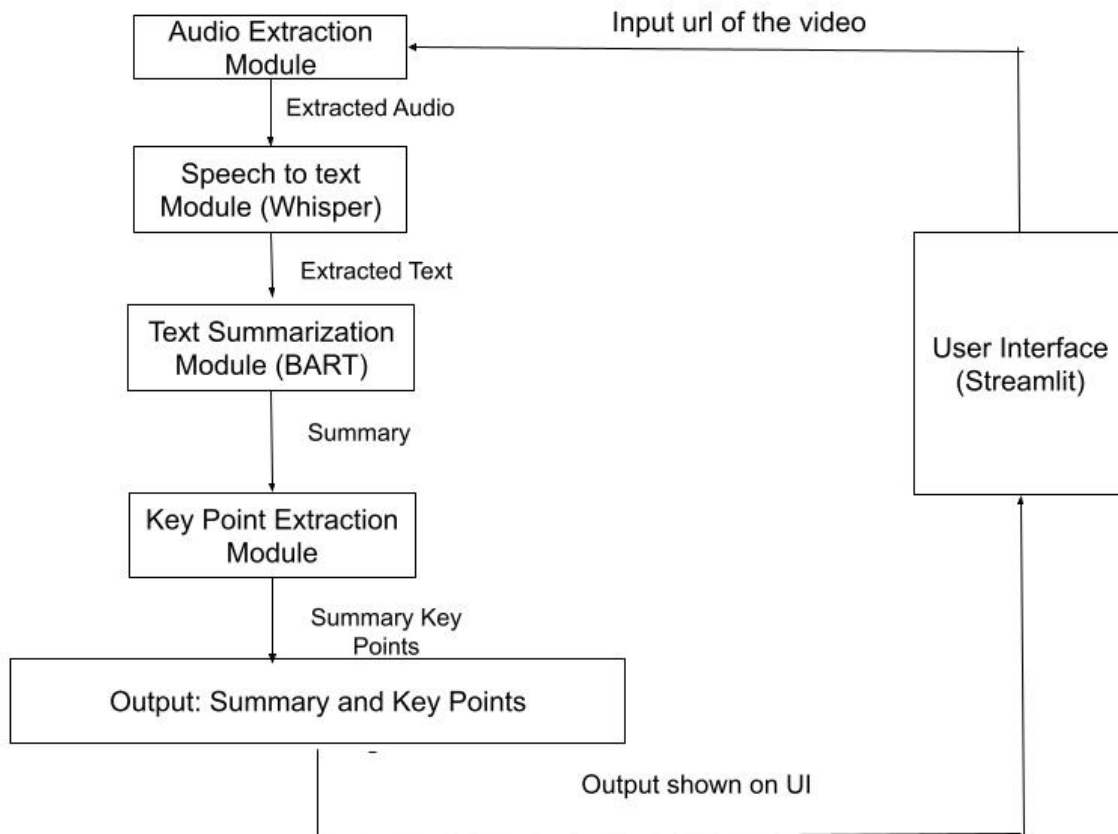 Input url of the video
Audio Extraction
Module
Extracted Audio
Speech to text
Module (Whisper)
Extracted Text
Text Summarization
Module (BART)
User Interface
(Streamlit)
Summary
Key Point Extraction
Module
Summary Key
Points
Output: Summary and Key Points
Output shown on UI